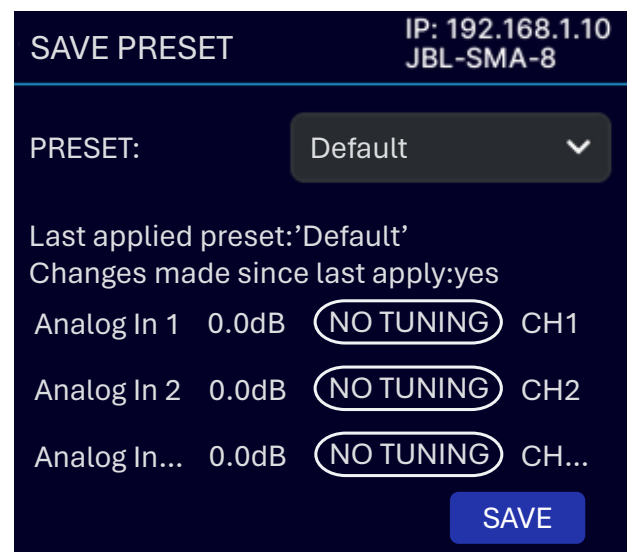 SAVE PRESET
IP: 192.168.1.10
JBL-SMA-8
PRESET: Default
Last applied preset:’Default’
Changes made since last apply:yes
Analog In 1 0.0dB NO TUNING CH1
Analog In 2 0.0dB NO TUNING CH2
Analog In... 0.0dB NO TUNING CH...
SAVE